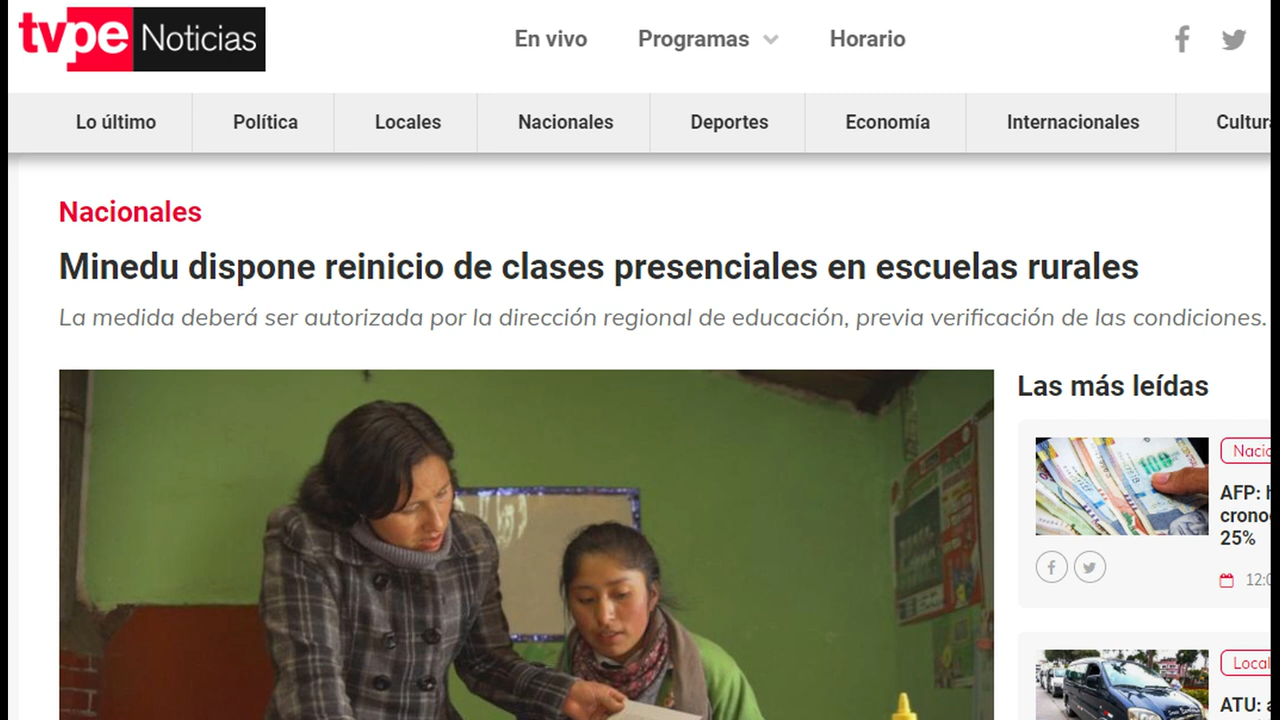 tvpe Noticias
En vivo
Programas
Horario
Lo último
Política
Locales
Nacionales
Deportes
Economía
Internacionales
Nacionales
Minedu dispone reinicio de clases presenciales en escuelas rurales
La medida deberá ser autorizada por la dirección regional de educación, previa verificación de las condiciones.
Las más leídas
AFP:
25%
ATU: